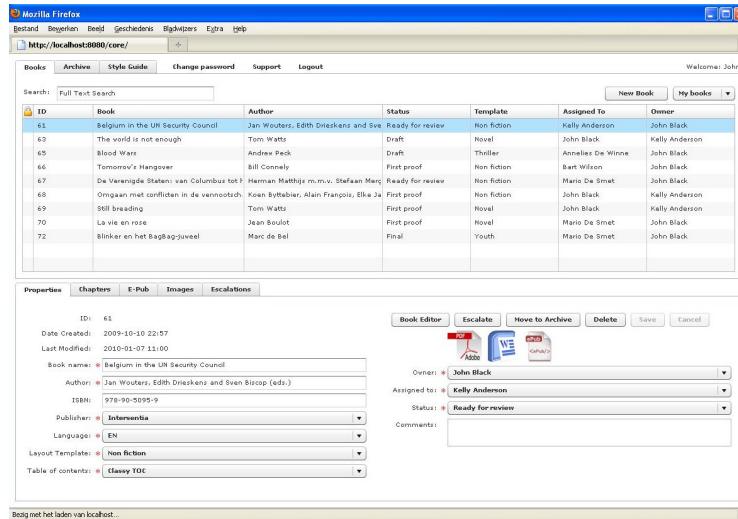 Mozilla Firefox
Bestand Bewerken Beeld Geschiedenis Bladwijzers Extra Help
http://localhost:8080/core/
Books Archive Style Guide Change password Support Logout Welcome: John
Search: Full Text Search New Book My books
ID Book Author Status Template Assigned To Owner
61 Belgium in the UN Security Council Jan Wouters, Edith Drieskens and Sve Ready for review Non fiction Kelly Anderson John Black
63 The world is not enough Tom Watts Draft Novel John Black Kelly Anderson
65 Blood Wars Andrew Peck Draft Thriller Annelies De Winne John Black
66 Tomorrov's Hangover Bill Connely First proof Non fiction Bart Wilson John Black
67 De Verenigde Staten: van Columbus tot h Herman Matthijs m.m.v. Stefaan Merg Ready for review Non fiction Mario De Smet John Black
68 Omgaan met conflicten in de vennootsch Koen Byttebier, Alain François, Elke Ja First proof Non fiction John Black Kelly Anderson
69 Still breading Tom Watts First proof Novel John Black Kelly Anderson
70 La vie en rose Jean Boulot First proof Novel Mario De Smet John Black
72 Blinker en het BagBag-juweel Marc de Bel Final Youth Mario De Smet John Black
Properties Chapters E-Pub Images Escalations
ID: 61 Book Editor Escalate Move to Archive Delete Save Cancel
Date Created: 2009-10-10 22:57
PDF Adobe W ePub <ePub/>
Last Modified: 2010-01-07 11:00
Book name: * Belgium in the UN Security Council
Owner: * John Black
Author: * Jan Wouters, Edith Drieskens and Sven Biscop (eds.)
Assigned to: * Kelly Anderson
ISBN: 978-90-5095-9
Status: * Ready for review
Publisher: * Intersentia
Comments:
Language: * EN
Layout Template: * Non fiction
Table of contents: * Classy TOC
Bezig met het laden van localhost...